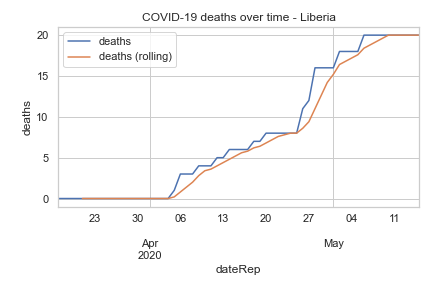 COVID-19 deaths over time - Liberia
deaths
deaths (rolling)
20
15
10
5
0
deaths
23 30 06 13 20 27 04 11
Apr May
2020
dateRep